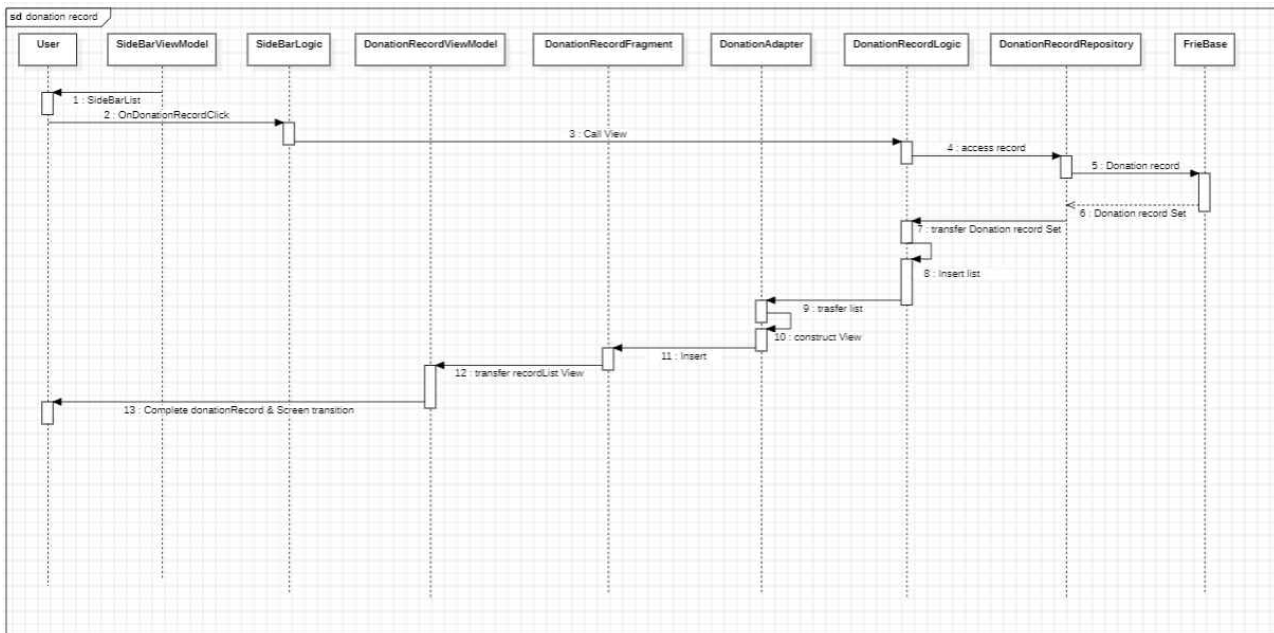 sd donation record
User
SideBarViewModel
SideBarLogic
DonationRecordViewModel
DonationRecordFragment
DonationAdapter
DonationRecordLogic
DonationRecordRepository
FrieBase
1 : SideBarList
2 : OnDonationRecordClick
3 : Call View
4 : access record
5 : Donation record
6 : Donation record Set
7 : transfer Donation record Set
8 : Insert list
9 : trasfer list
10 : construct View
11 : Insert
12 : transfer recordList View
13 : Complete donationRecord & Screen transition